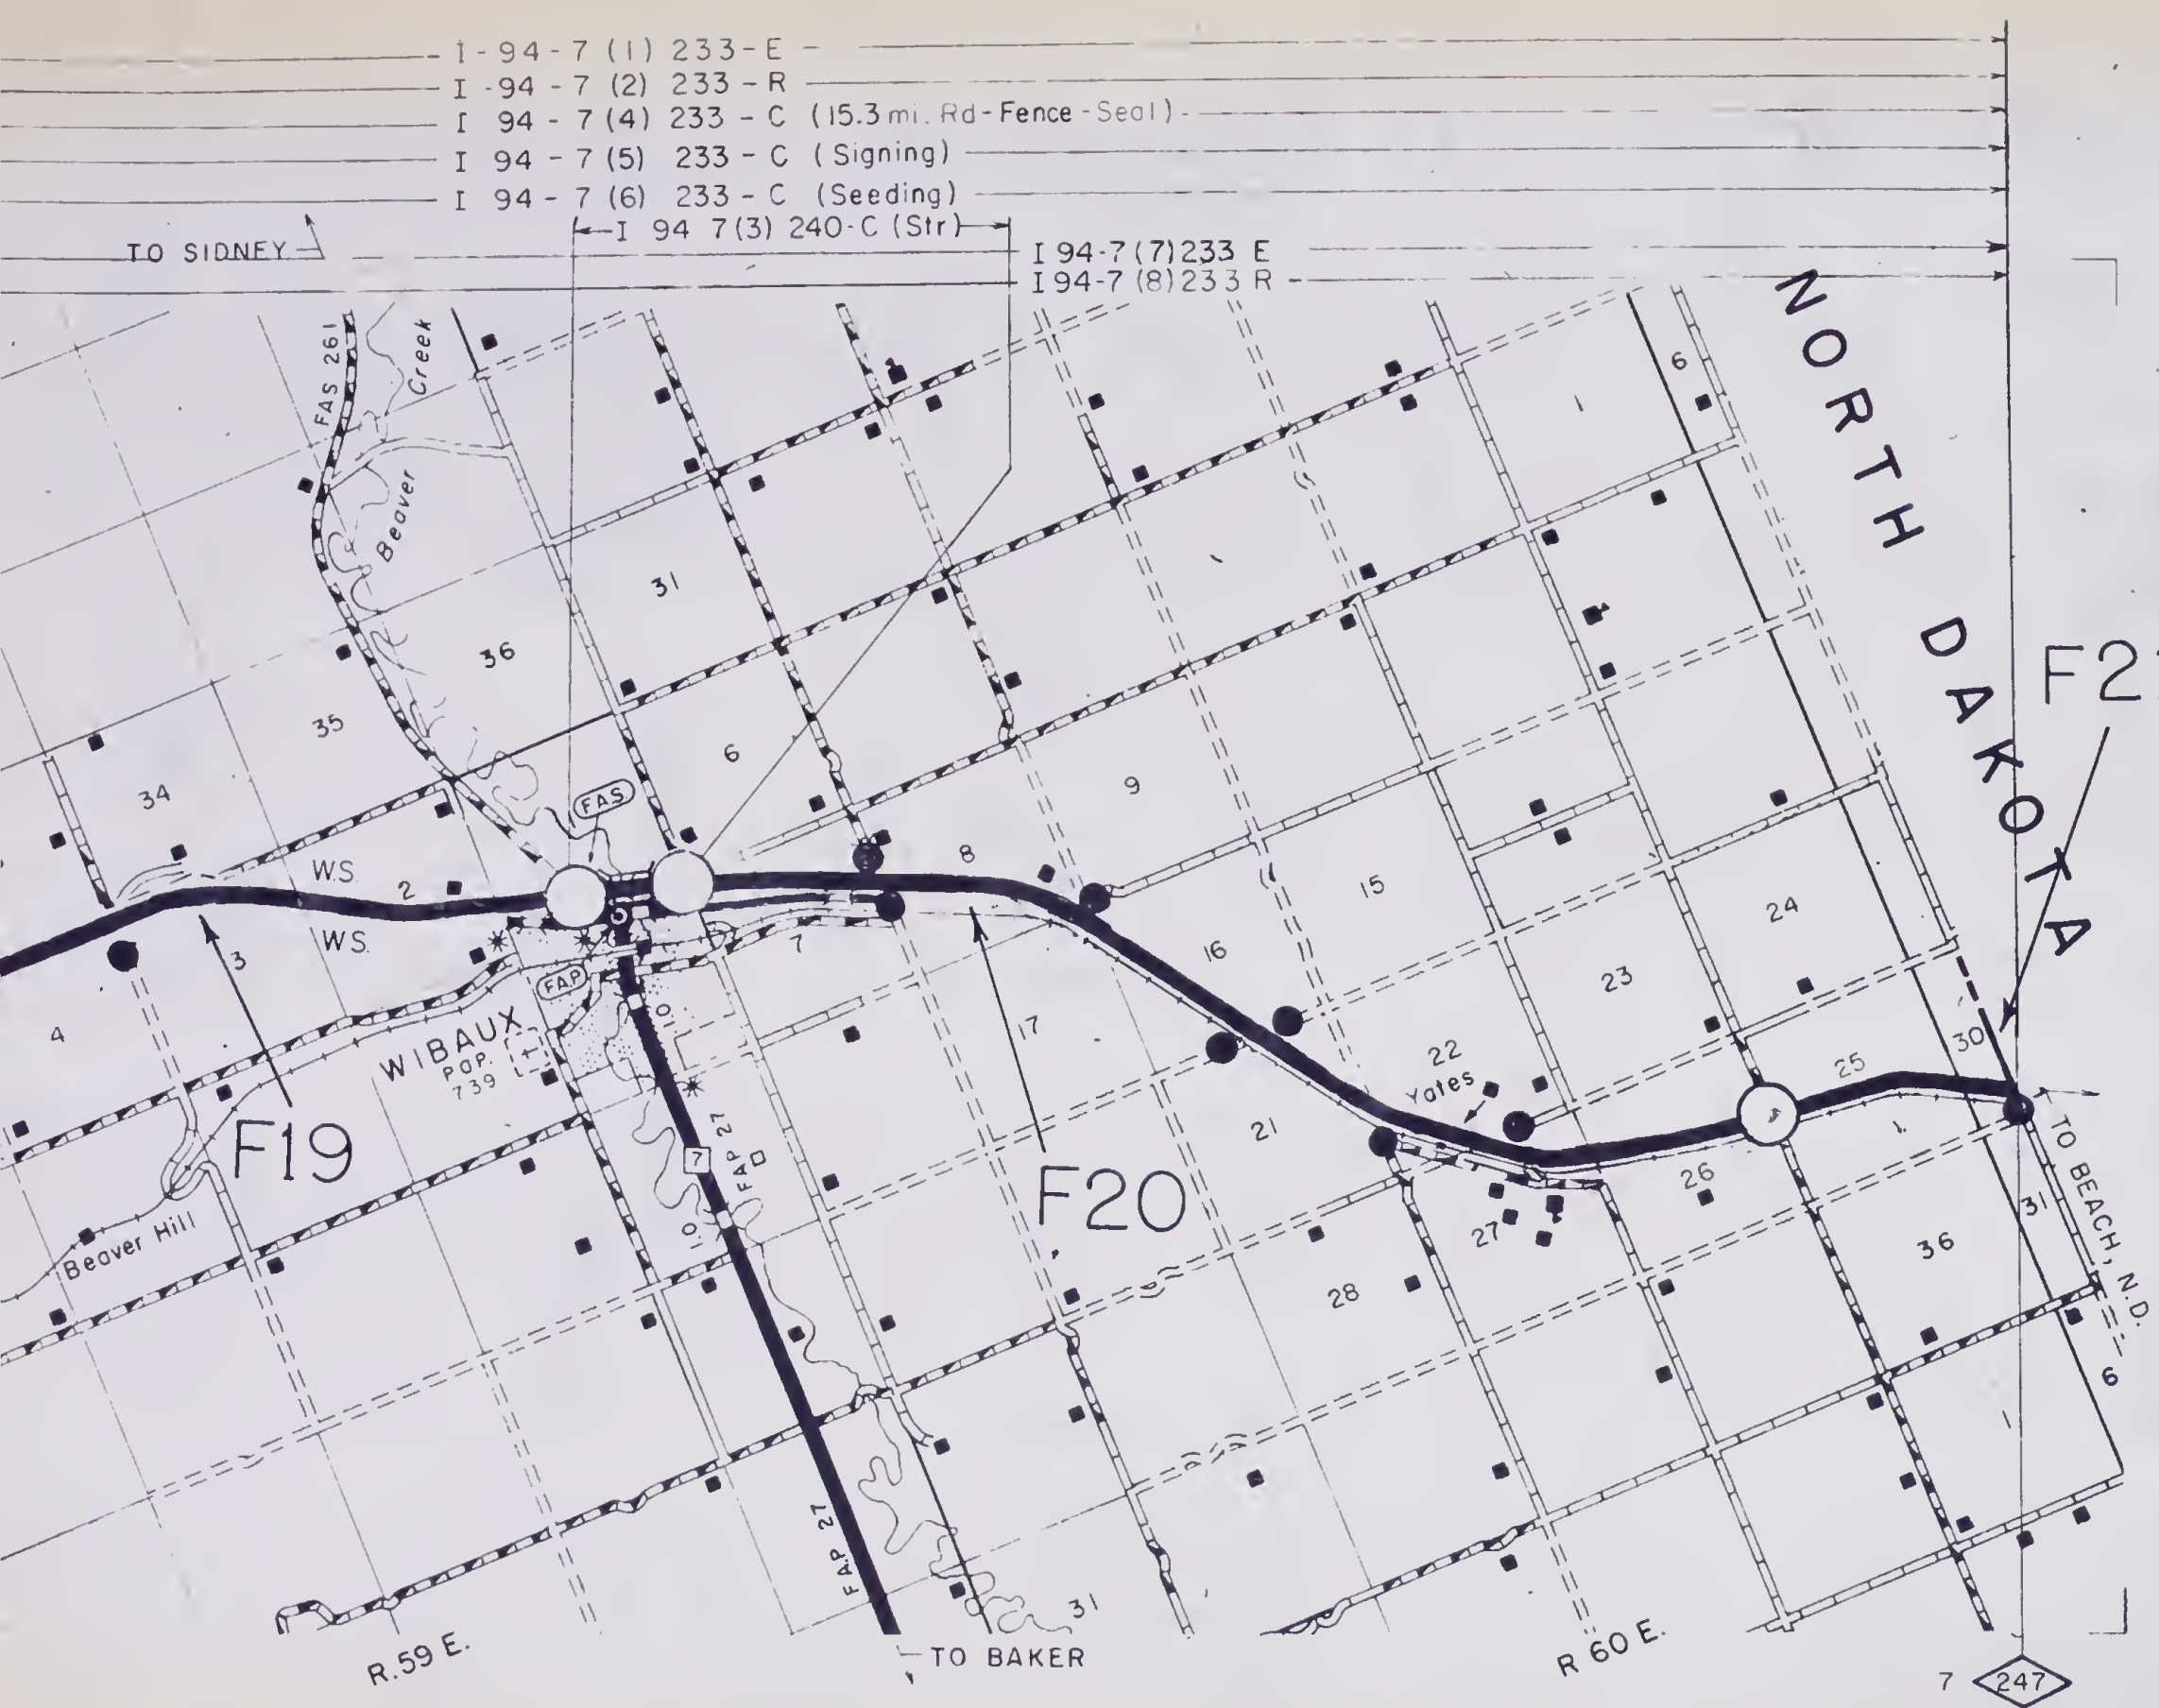 I-94-7 (1) 233-E
I-94-7 (2) 233-R
I 94-7 (4) 233-C (15.3 mi. Rd-Fence-Seal)
I 94-7 (5) 233-C (Signing)
I 94-7 (6) 233-C (Seeding)
I 94 7(3) 240-C (Str)
TO SIDNEY
I 94-7 (7) 233 E
I 94-7 (8) 233 R
NORTH DAKOTA
FAS 261
Creek
Beaver
6
1
31
36
35
34
6
9
F.A.S.
W.S.
2
8
15
24
W.S.
3
4
7
16
23
F.A.P.
WIBAUX
POP.
739
1.0
17
22
Yates
25
30
F19
F20
21
7
FAP 27
1.0
Beaver Hill
26
27
28
36
31
1
TO BEACH, N.D.
6
FAP 27
31
R.59 E.
TO BAKER
R 60 E.
7
247